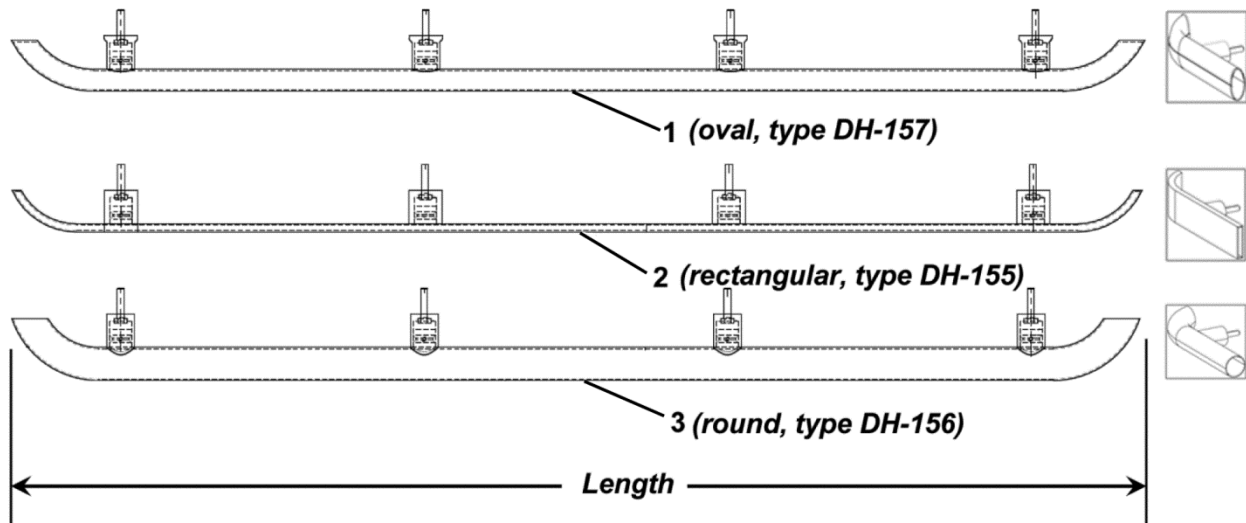 1 (oval, type DH-157)
2 (rectangular, type DH-155)
3 (round, type DH-156)
Length